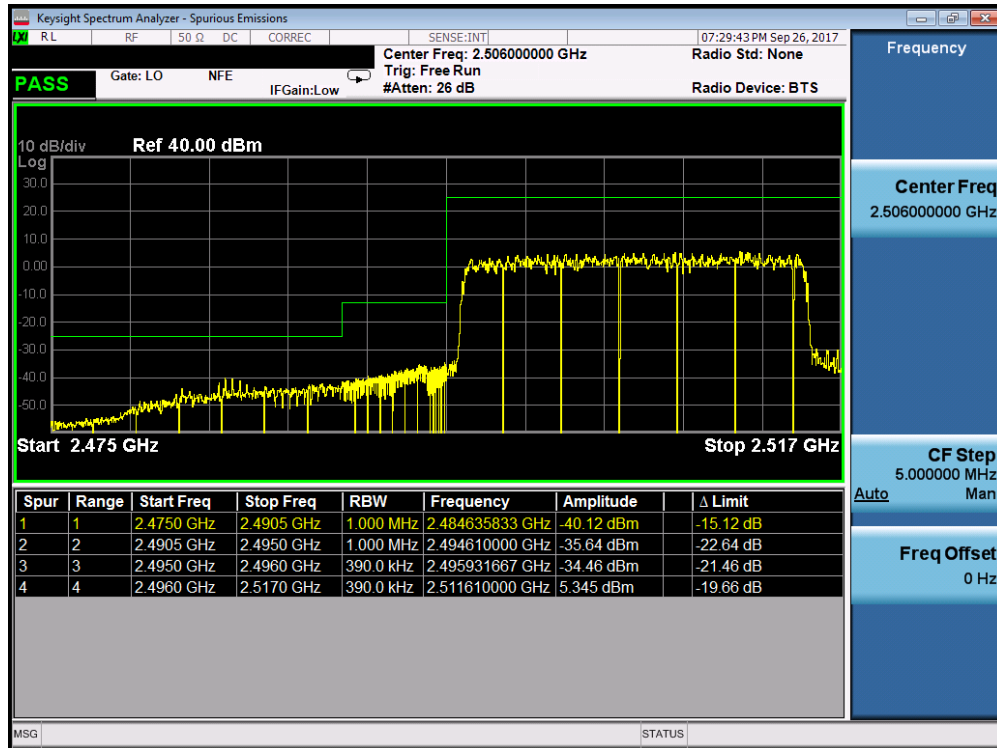 Keysight Spectrum Analyzer - Spurious Emissions
LXI RL RF 50 Ω DC CORREC SENSE:INT 07:29:43 PM Sep 26, 2017
Center Freq: 2.506000000 GHz Radio Std: None
PASS Gate: LO NFE Trig: Free Run
IFGain:Low #Atten: 26 dB Radio Device: BTS
10 dB/div Ref 40.00 dBm
Log
30.0
20.0
10.0
0.00
-10.0
-20.0
-30.0
-40.0
-50.0
Start 2.475 GHz Stop 2.517 GHz
Spur Range Start Freq Stop Freq RBW Frequency Amplitude Δ Limit
1 1 2.4750 GHz 2.4905 GHz 1.000 MHz 2.484635833 GHz -40.12 dBm -15.12 dB
2 2 2.4905 GHz 2.4950 GHz 1.000 MHz 2.494610000 GHz -35.64 dBm -22.64 dB
3 3 2.4950 GHz 2.4960 GHz 390.0 kHz 2.495931667 GHz -34.46 dBm -21.46 dB
4 4 2.4960 GHz 2.5170 GHz 390.0 kHz 2.511610000 GHz 5.345 dBm -19.66 dB
MSG STATUS
Frequency
Center Freq
2.506000000 GHz
CF Step
5.000000 MHz
Auto Man
Freq Offset
0 Hz